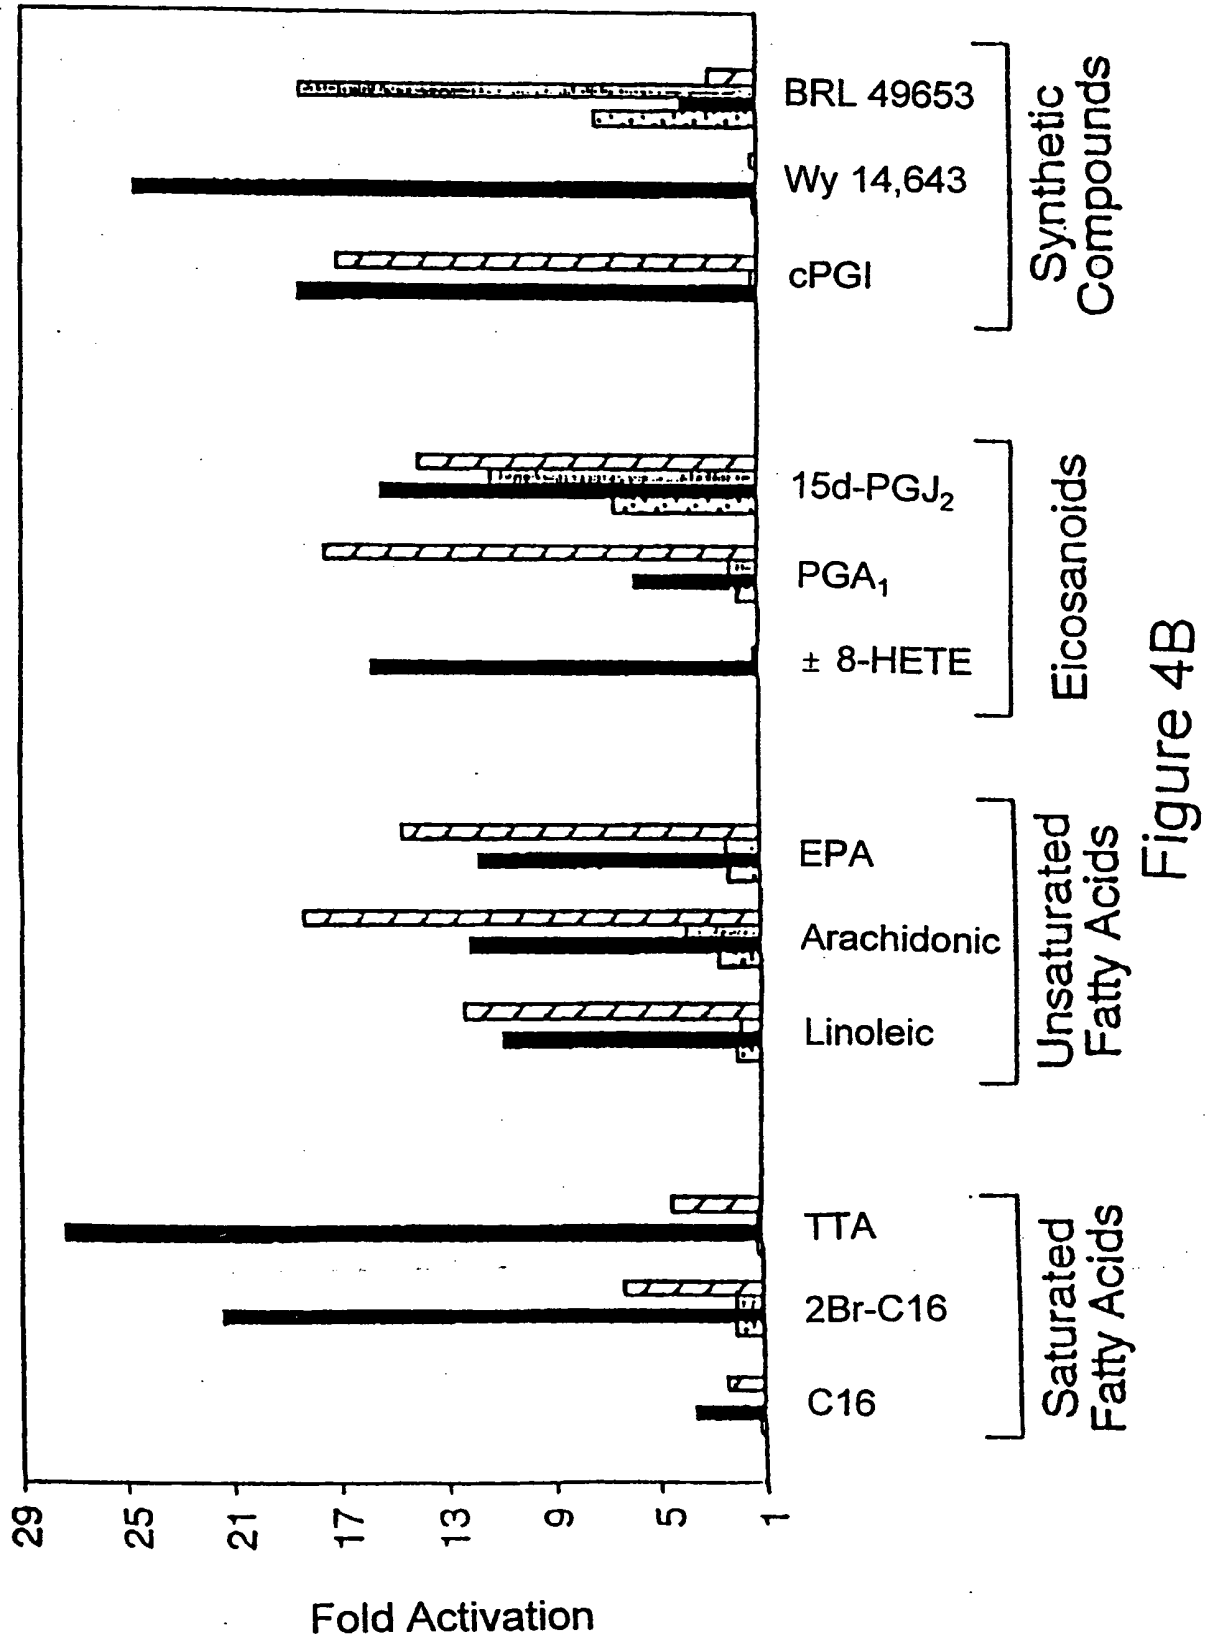 Fold Activation
29
25
21
17
13
9
5
1
C16
2Br-C16
TTA
Linoleic
Arachidonic
EPA
± 8-HETE
PGA₁
15d-PGJ₂
cPGI
Wy 14,643
BRL 49653
Saturated
Fatty Acids
Unsaturated
Fatty Acids
Eicosanoids
Synthetic
Compounds
Figure 4B